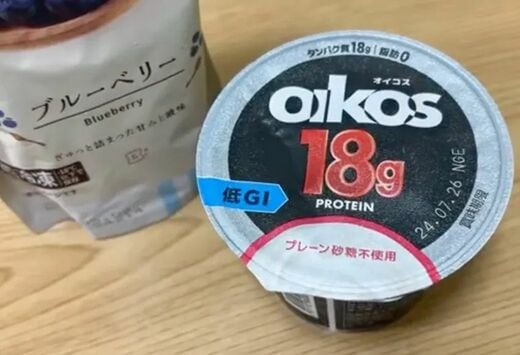 ブルーベリー
Blueberry
ぎゅっと詰まった甘みと酸味
凍
タンパク質18g 脂肪0
オイコス
oikos
18g
PROTEIN
低GI
24.07.26 NGE
賞味期限
プレーン砂糖不使用